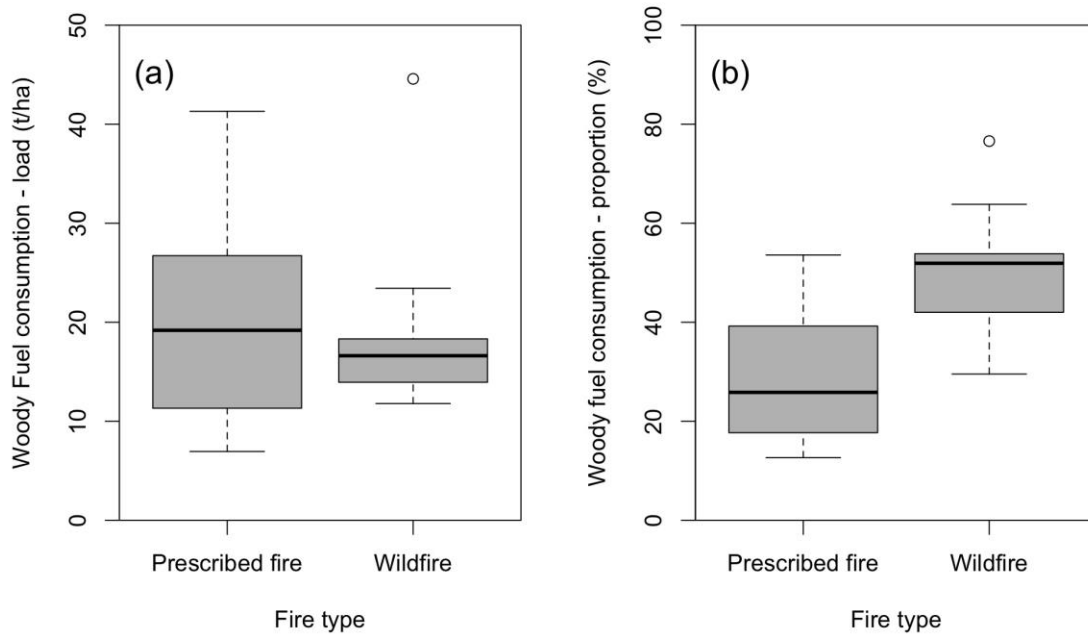 (a)
Woody Fuel consumption - load (t/ha)
50
40
30
20
10
0
Prescribed fire
Wildfire
Fire type
(b)
Woody fuel consumption - proportion (%)
100
80
60
40
20
0
Prescribed fire
Wildfire
Fire type